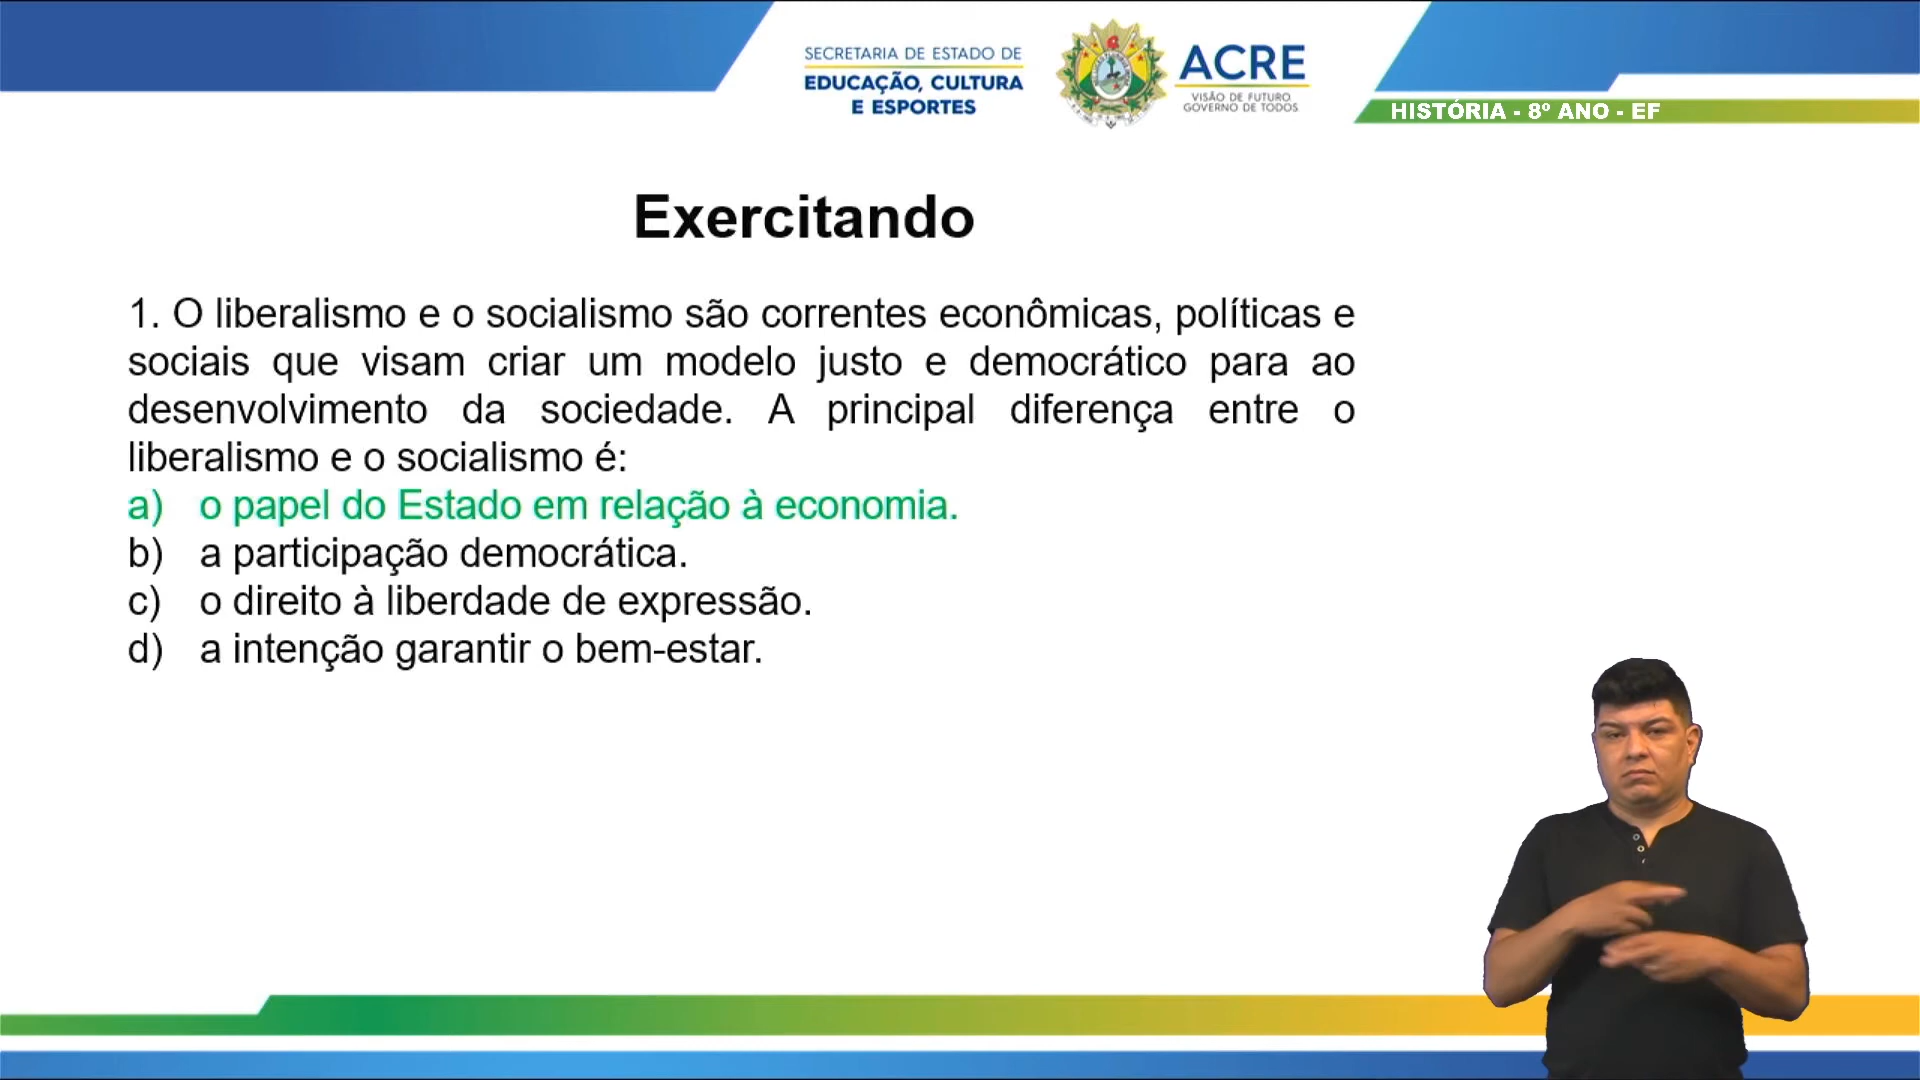 SECRETARIA DE ESTADO DE
EDUCAÇÃO, CULTURA
E ESPORTES
ACRE
VISÃO DE FUTURO
GOVERNO DE TODOS
HISTÓRIA - 8º ANO - EF
Exercitando
1. O liberalismo e o socialismo são correntes econômicas, políticas e
sociais que visam criar um modelo justo e democrático para ao
desenvolvimento da sociedade. A principal diferença entre o
liberalismo e o socialismo é:
a) o papel do Estado em relação à economia.
b) a participação democrática.
c) o direito à liberdade de expressão.
d) a intenção garantir o bem-estar.